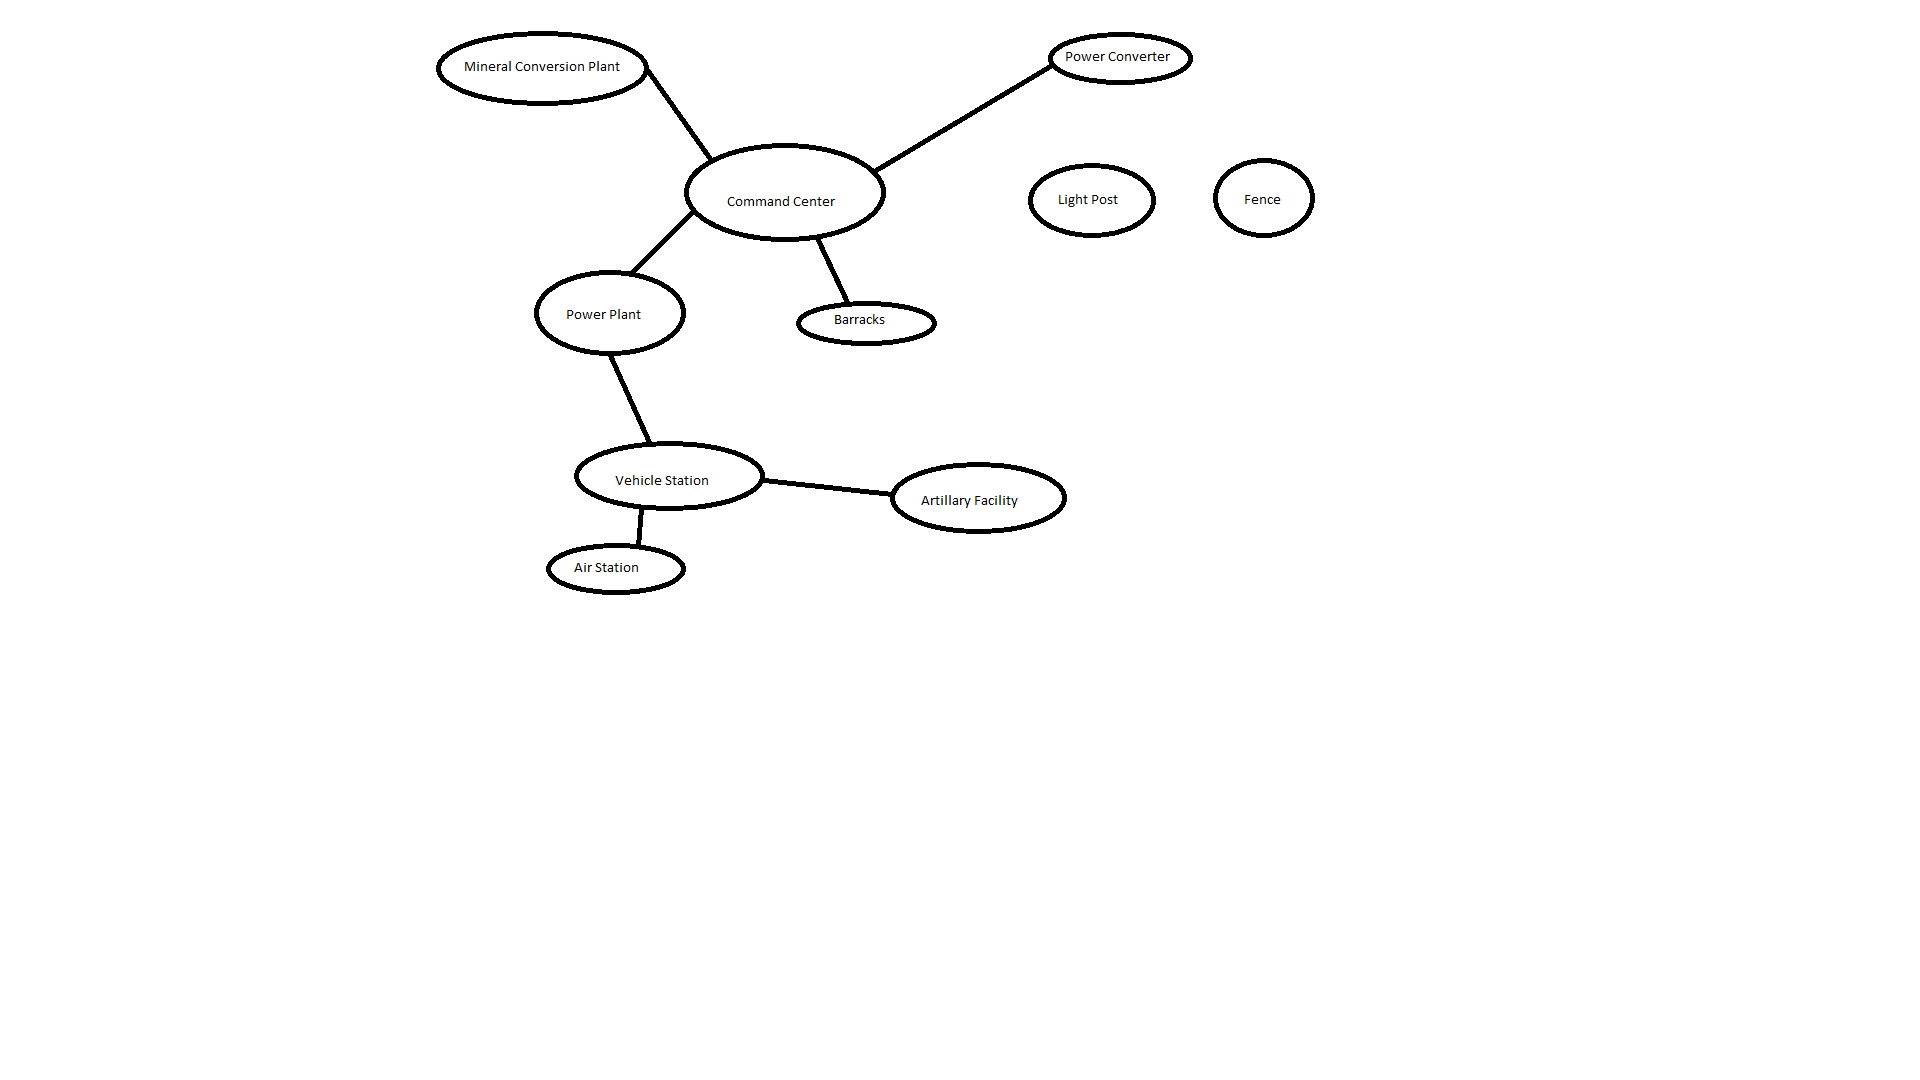 Mineral Conversion Plant
Power Converter
Command Center
Light Post
Fence
Power Plant
Barracks
Vehicle Station
Artillary Facility
Air Station